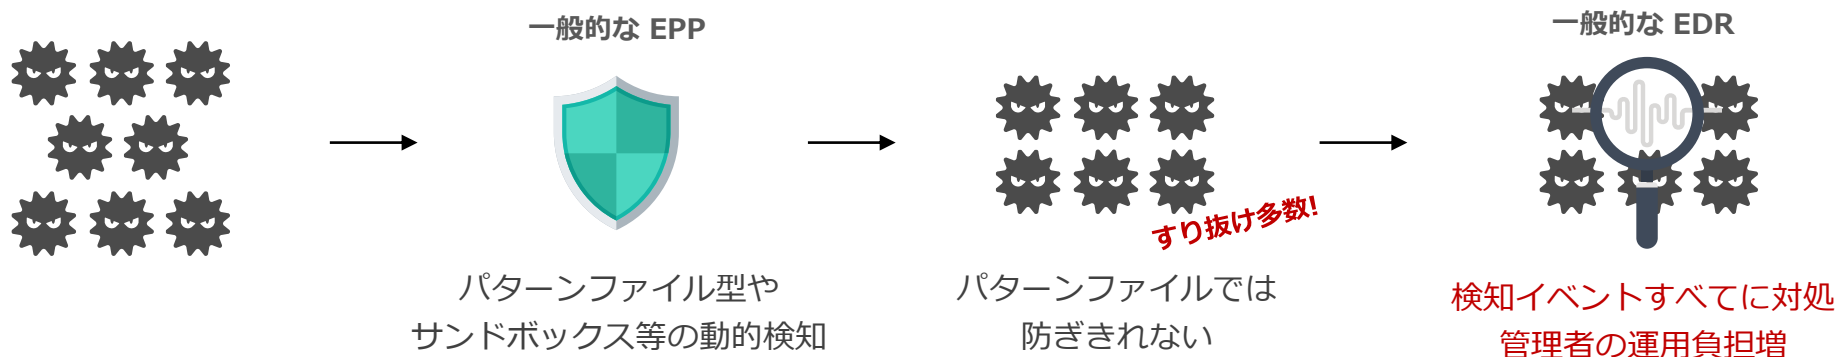 一般的な EPP
パターンファイル型や
サンドボックス等の動的検知
すり抜け多数!
パターンファイルでは
防ぎきれない
一般的な EDR
検知イベントすべてに対処
管理者の運用負担増